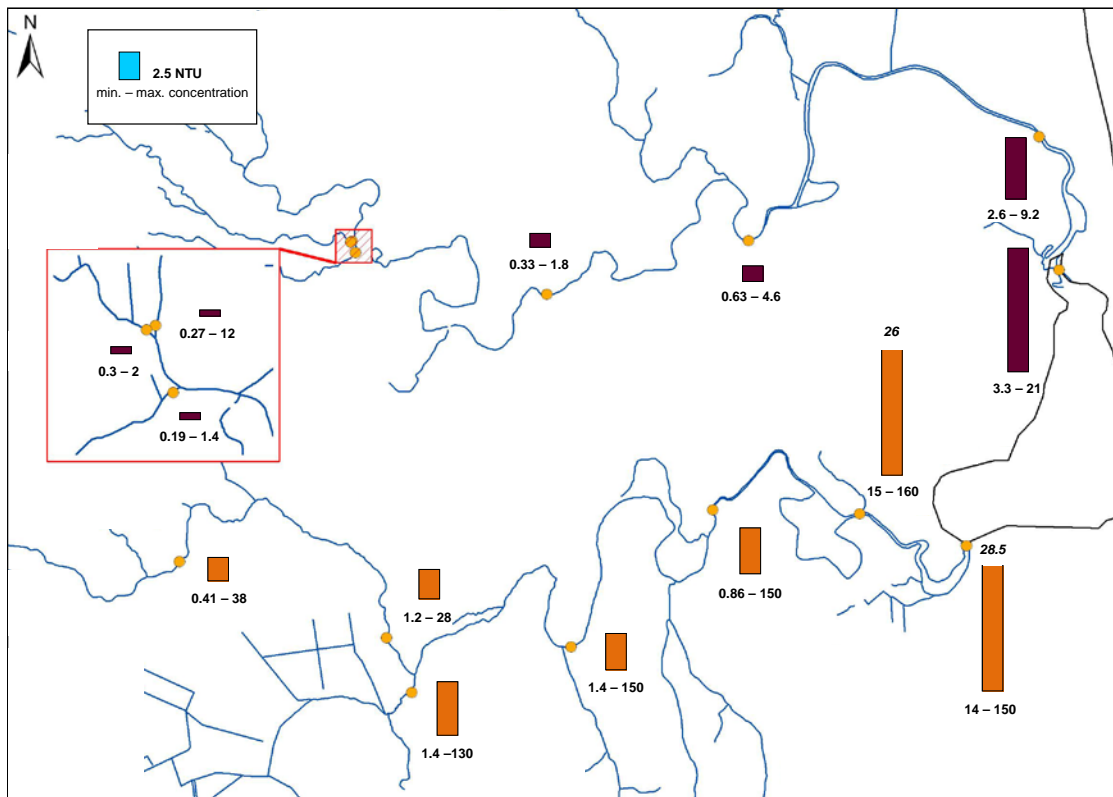 N
2.5 NTU
min. – max. concentration
2.6 – 9.2
0.33 – 1.8
0.63 – 4.6
0.27 – 12
26
0.3 – 2
3.3 – 21
0.19 – 1.4
15 – 160
28.5
0.41 – 38
1.2 – 28
0.86 – 150
1.4 – 150
14 – 150
1.4 –130